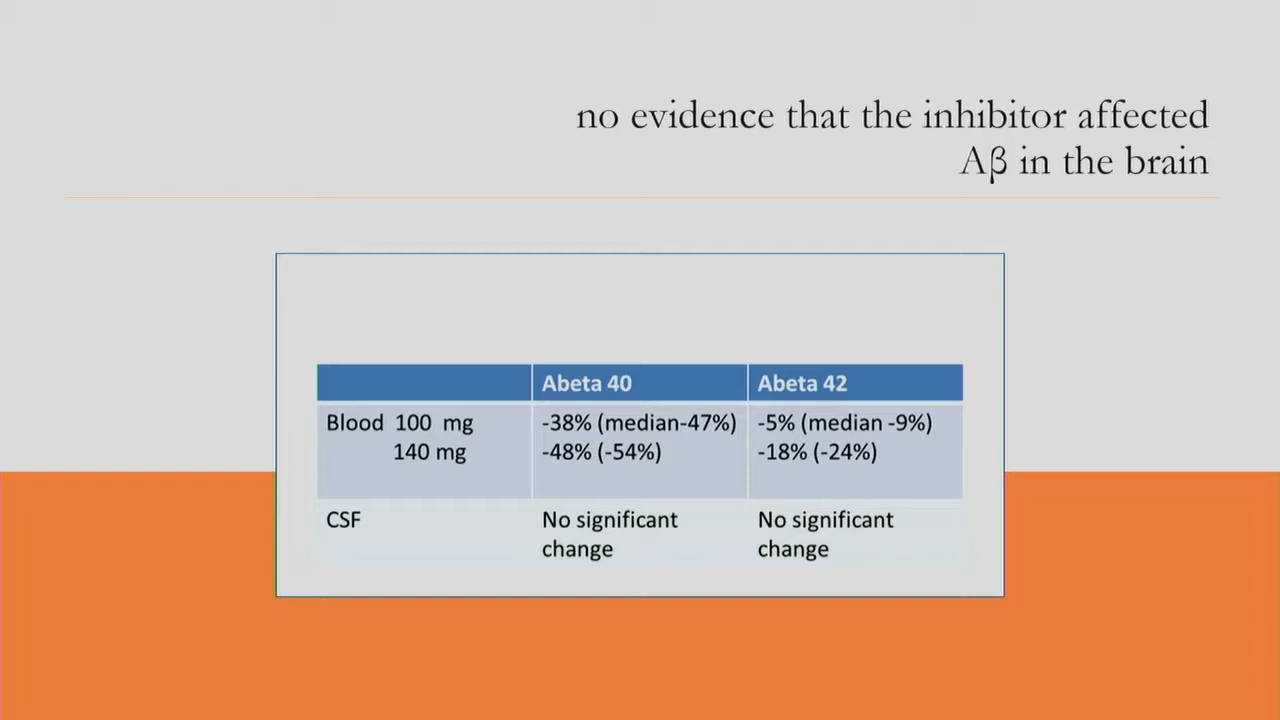 no evidence that the inhibitor affected
Aβ in the brain
Abeta 40 Abeta 42
Blood 100 mg -38% (median-47%) -5% (median -9%)
140 mg -48% (-54%) -18% (-24%)
CSF No significant No significant
change change